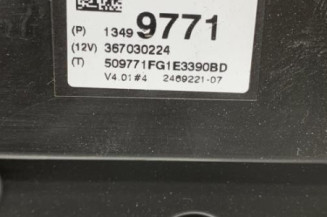 (P) 1349 9771
(12V) 367030224
(T) 509771FG1E3390BD
V4.01#4 2469221-07